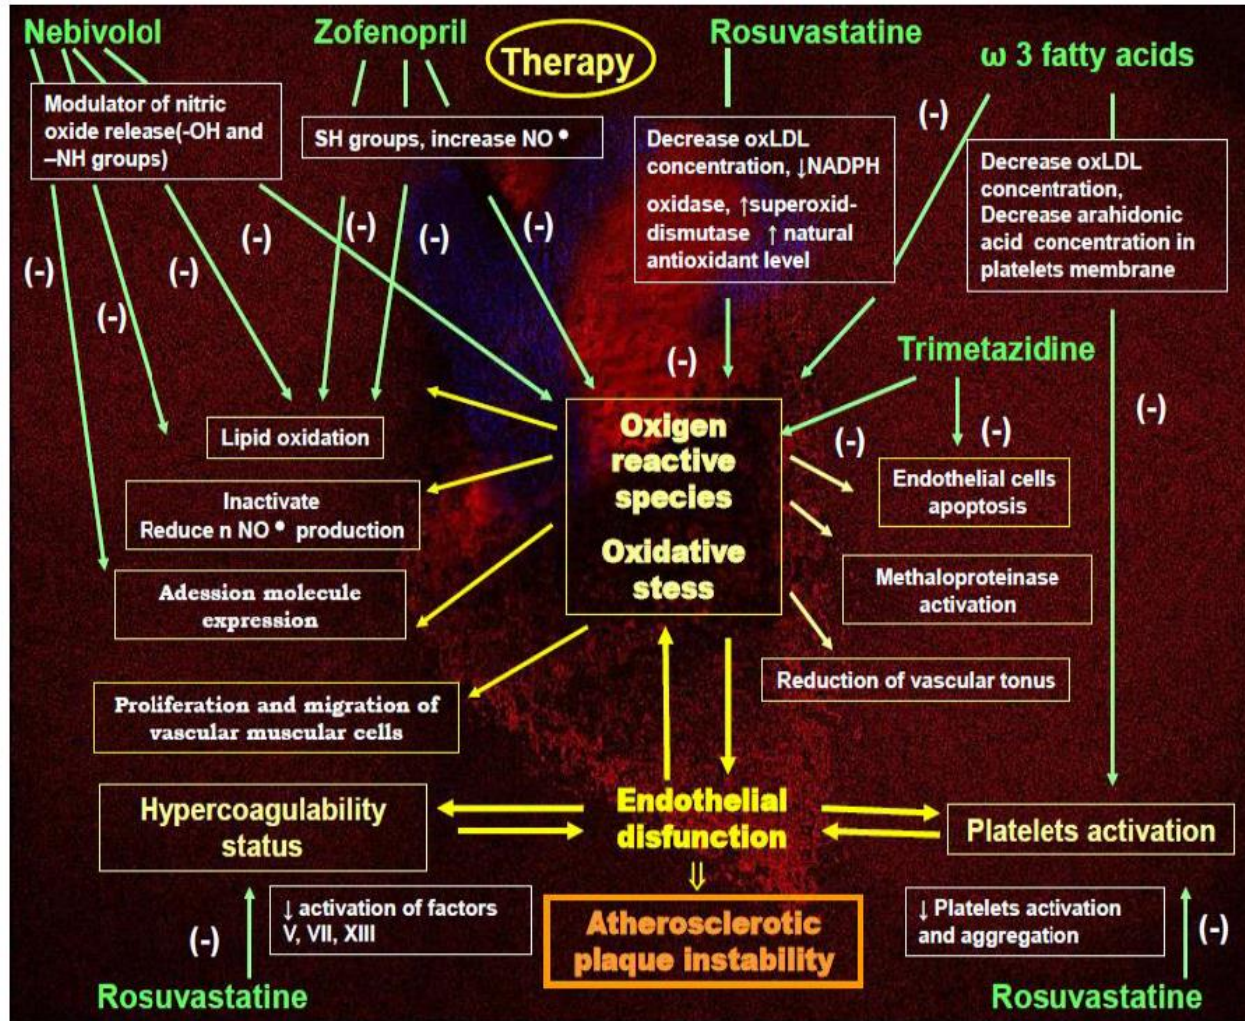 Nebivolol
Zofenopril
Therapy
Rosuvastatine
ω 3 fatty acids
Modulator of nitric
oxide release(-OH and
–NH groups)
SH groups, increase NO •
Decrease oxLDL
concentration, ↓NADPH
oxidase, ↑superoxid-
dismutase ↑ natural
antioxidant level
(-)
Decrease oxLDL
concentration,
Decrease arahidonic
acid concentration in
platelets membrane
(-)
(-)
(-)
(-)
(-)
(-)
(-)
(-)
Trimetazidine
(-)
(-)
(-)
Lipid oxidation
Oxigen
reactive
species
Oxidative
stess
Endothelial cells
apoptosis
Inactivate
Reduce n NO • production
Adession molecule
expression
Methaloproteinase
activation
Reduction of vascular tonus
Proliferation and migration of
vascular muscular cells
Hypercoagulability
status
Endothelial
disfunction
Platelets activation
↓ activation of factors
V, VII, XIII
(-)
Atherosclerotic
plaque instability
↓ Platelets activation
and aggregation
(-)
Rosuvastatine
Rosuvastatine